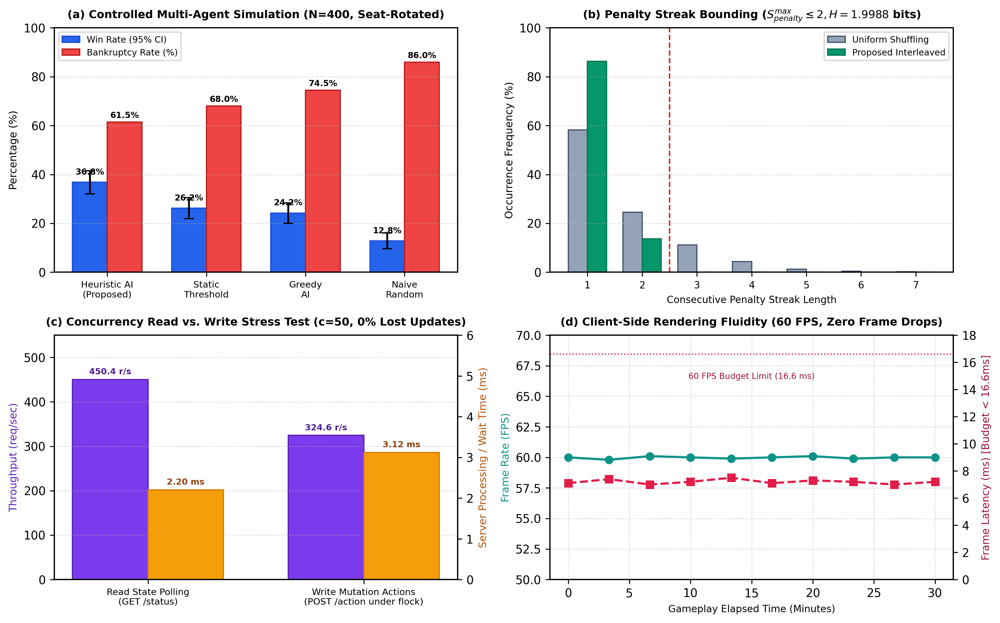 (a) Controlled Multi-Agent Simulation (N=400, Seat-Rotated)
100
80
60
40
20
0
Percentage (%)
Win Rate (95% CI)
Bankruptcy Rate (%)
36.8%
61.5%
26.2%
68.0%
24.2%
74.5%
12.8%
86.0%
Heuristic AI
(Proposed)
Static
Threshold
Greedy
AI
Naive
Random
(b) Penalty Streak Bounding (S_{penalty}^{max} ≤ 2, H = 1.9988 bits)
100
80
60
40
20
0
Occurrence Frequency (%)
Uniform Shuffling
Proposed Interleaved
1 2 3 4 5 6 7
Consecutive Penalty Streak Length
(c) Concurrency Read vs. Write Stress Test (c=50, 0% Lost Updates)
500
400
300
200
100
0
Throughput (req/sec)
450.4 r/s
2.20 ms
324.6 r/s
3.12 ms
6
5
4
3
2
1
0
Server Processing / Wait Time (ms)
Read State Polling
(GET /status)
Write Mutation Actions
(POST /action under flock)
(d) Client-Side Rendering Fluidity (60 FPS, Zero Frame Drops)
70.0
67.5
65.0
62.5
60.0
57.5
55.0
52.5
50.0
Frame Rate (FPS)
60 FPS Budget Limit (16.6 ms)
18
16
14
12
10
8
6
4
2
0
Frame Latency (ms) [Budget < 16.6ms]
0 5 10 15 20 25 30
Gameplay Elapsed Time (Minutes)